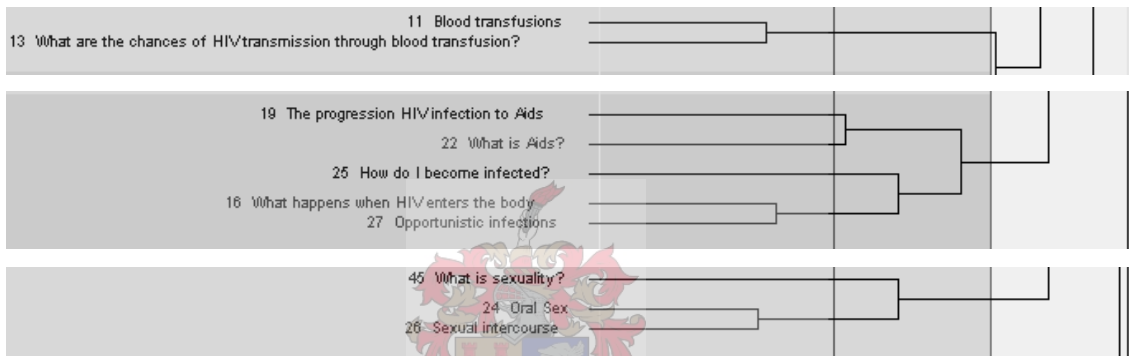 11 Blood transfusions
13 What are the chances of HIV transmission through blood transfusion?
19 The progression HIV infection to Aids
22 What is Aids?
25 How do I become infected?
16 What happens when HIV enters the body
27 Opportunistic infections
45 What is sexuality?
24 Oral Sex
26 Sexual intercourse